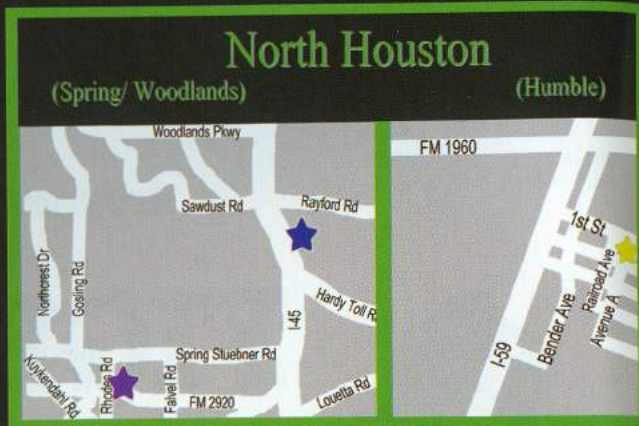 North Houston
(Spring/ Woodlands)
(Humble)
Woodlands Pkwy
Sawdust Rd
Rayford Rd
Northcrest Dr
Gosling Rd
I-45
Hardy Toll R
Spring Stuebner Rd
Kuykendahl Rd
Rhodes Rd
Falvel Rd
FM 2920
Louetta Rd
FM 1960
1st St
Railroad Ave
Avenue A
Bender Ave
I-59